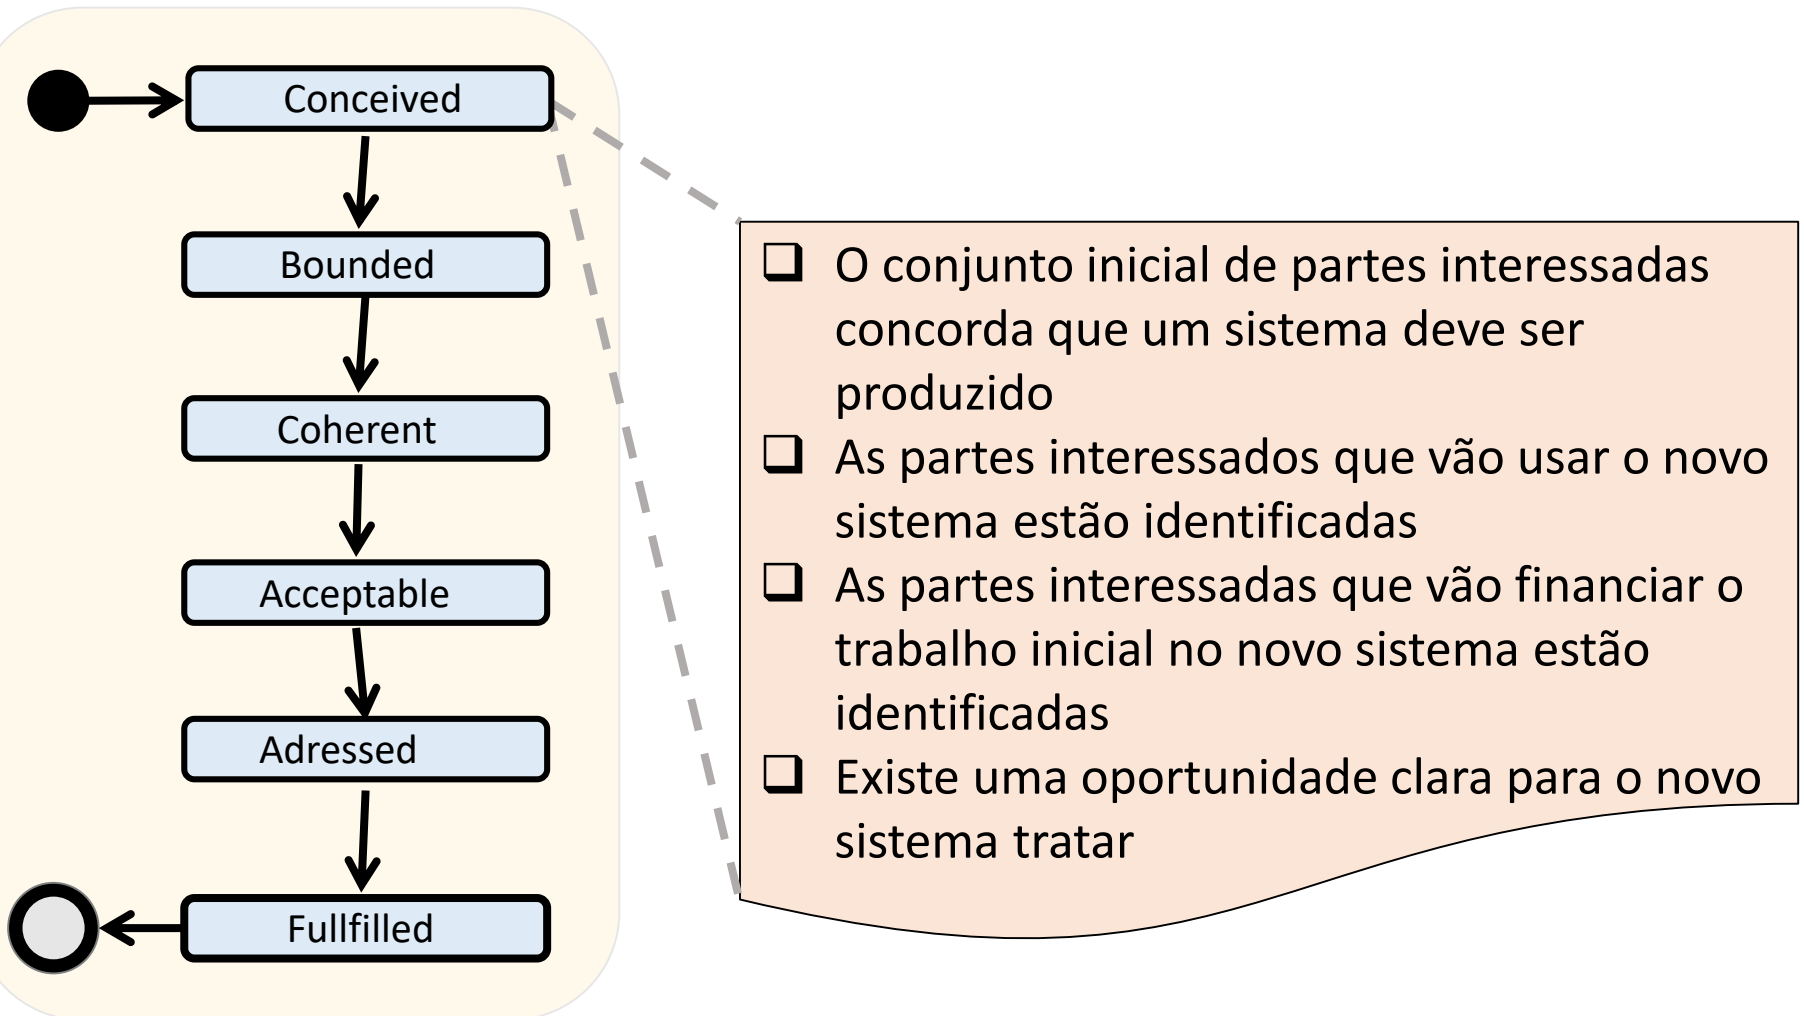 Conceived
Bounded
Coherent
Acceptable
Adressed
Fullfilled
❑ O conjunto inicial de partes interessadas
concorda que um sistema deve ser
produzido
❑ As partes interessados que vão usar o novo
sistema estão identificadas
❑ As partes interessadas que vão financiar o
trabalho inicial no novo sistema estão
identificadas
❑ Existe uma oportunidade clara para o novo
sistema tratar